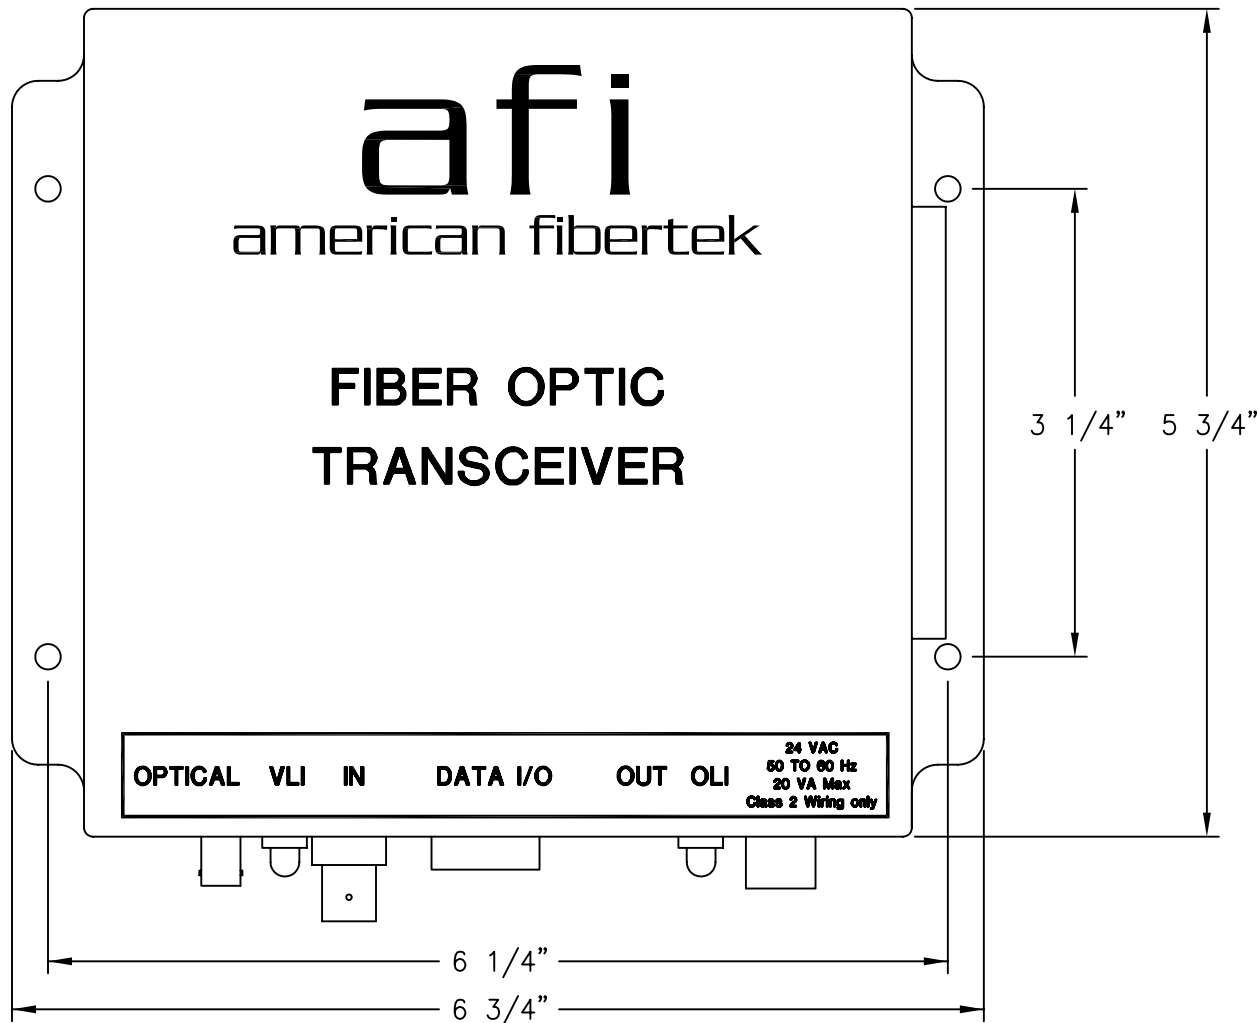 afi
american fibertek
FIBER OPTIC
TRANSCEIVER
3 1/4” 5 3/4”
OPTICAL VLI IN DATA I/O OUT OLI
24 VAC
50 TO 60 Hz
20 VA Max
Class 2 Wiring only
6 1/4”
6 3/4”